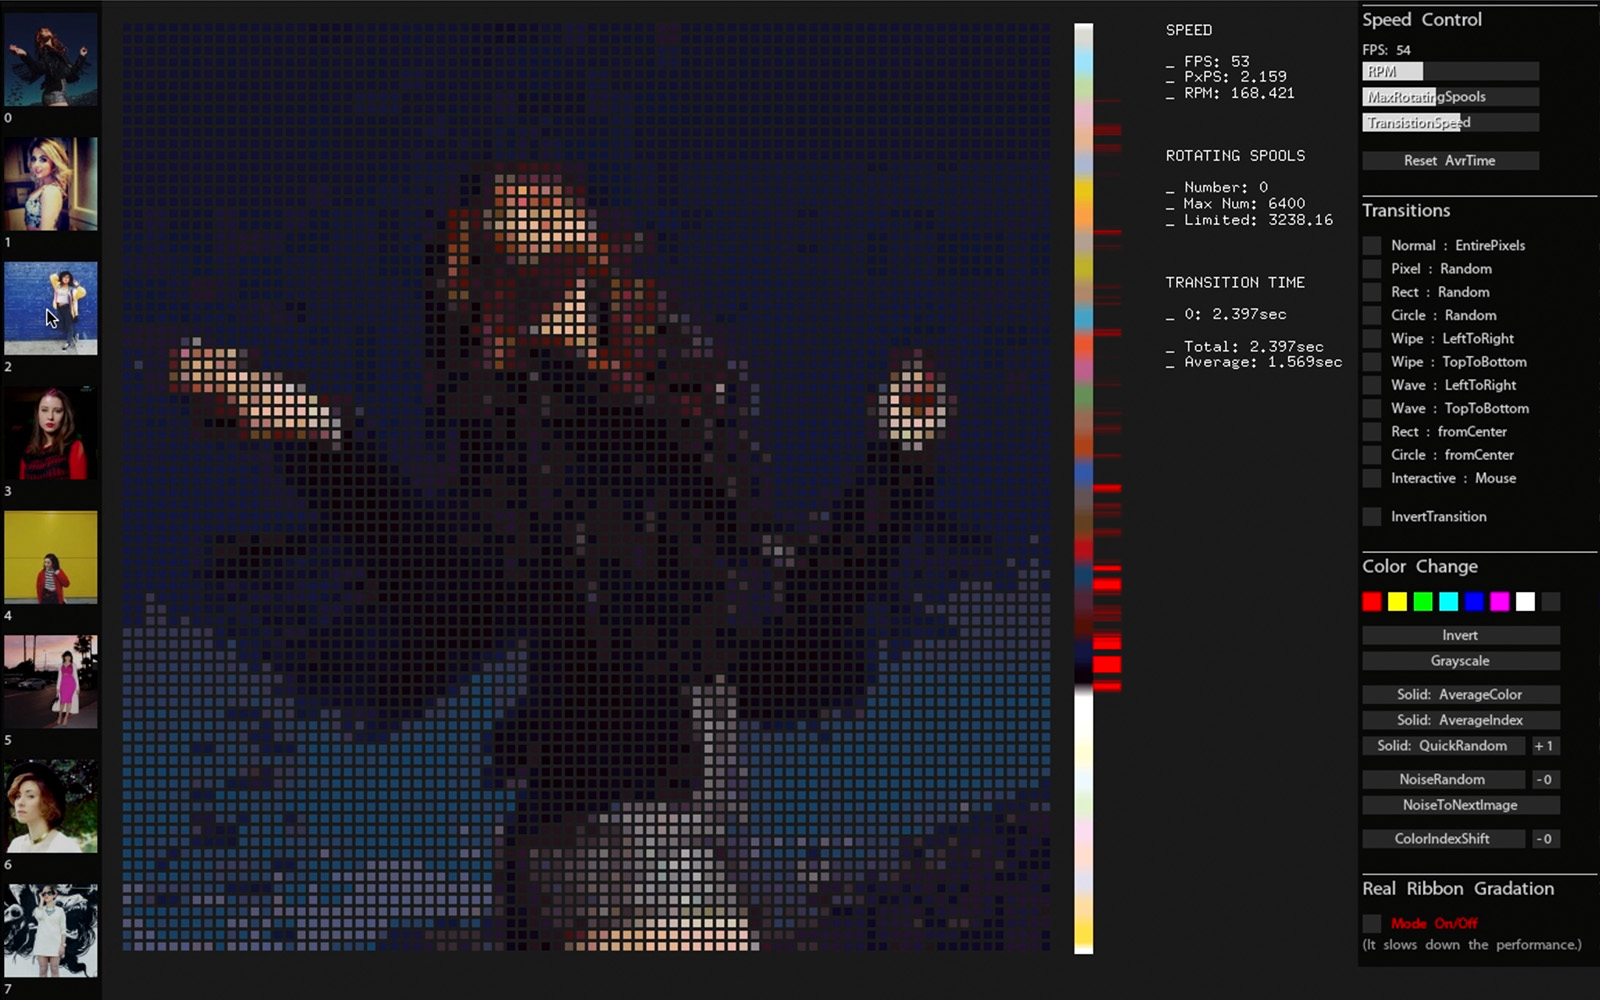 0
1
2
3
4
5
6
7
SPEED
_ FPS: 53
_ PxPS: 2.159
_ RPM: 168.421
ROTATING SPOOLS
_ Number: 0
_ Max Num: 6400
_ Limited: 3238.16
TRANSITION TIME
_ 0: 2.397sec
_ Total: 2.397sec
_ Average: 1.569sec
Speed Control
FPS: 54
RPM
MaxRotatingSpools
TransistionSpeed
Reset AvrTime
Transitions
Normal : EntirePixels
Pixel : Random
Rect : Random
Circle : Random
Wipe : LeftToRight
Wipe : TopToBottom
Wave : LeftToRight
Wave : TopToBottom
Rect : fromCenter
Circle : fromCenter
Interactive : Mouse
InvertTransition
Color Change
Invert
Grayscale
Solid: AverageColor
Solid: AverageIndex
Solid: QuickRandom +1
NoiseRandom -0
NoiseToNextImage
ColorIndexShift -0
Real Ribbon Gradation
Mode On/Off
(It slows down the performance.)